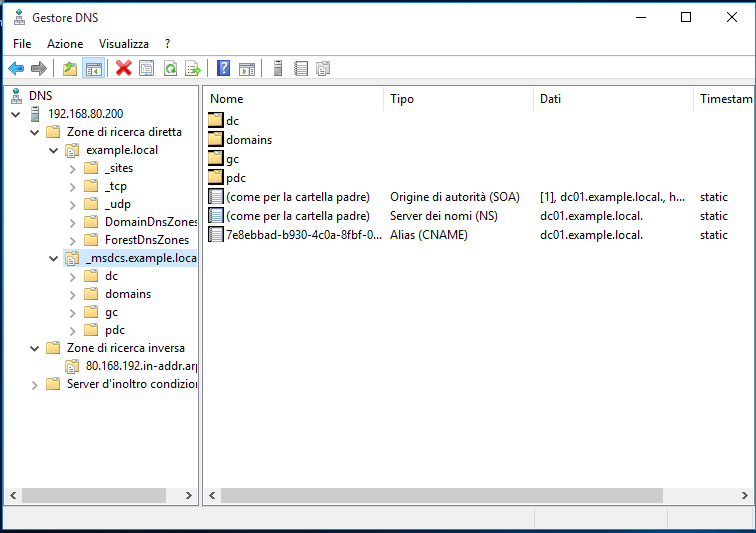 Gestore DNS
File Azione Visualizza ?
DNS
192.168.80.200
Zone di ricerca diretta
example.local
_sites
_tcp
_udp
DomainDnsZones
ForestDnsZones
_msdcs.example.loca
dc
domains
gc
pdc
Zone di ricerca inversa
80.168.192.in-addr.arp
Server d'inoltro condizion
Nome Tipo Dati Timestam
dc
domains
gc
pdc
(come per la cartella padre) Origine di autorità (SOA) [1], dc01.example.local., h... static
(come per la cartella padre) Server dei nomi (NS) dc01.example.local. static
7e8ebbad-b930-4c0a-8fbf-0... Alias (CNAME) dc01.example.local. static